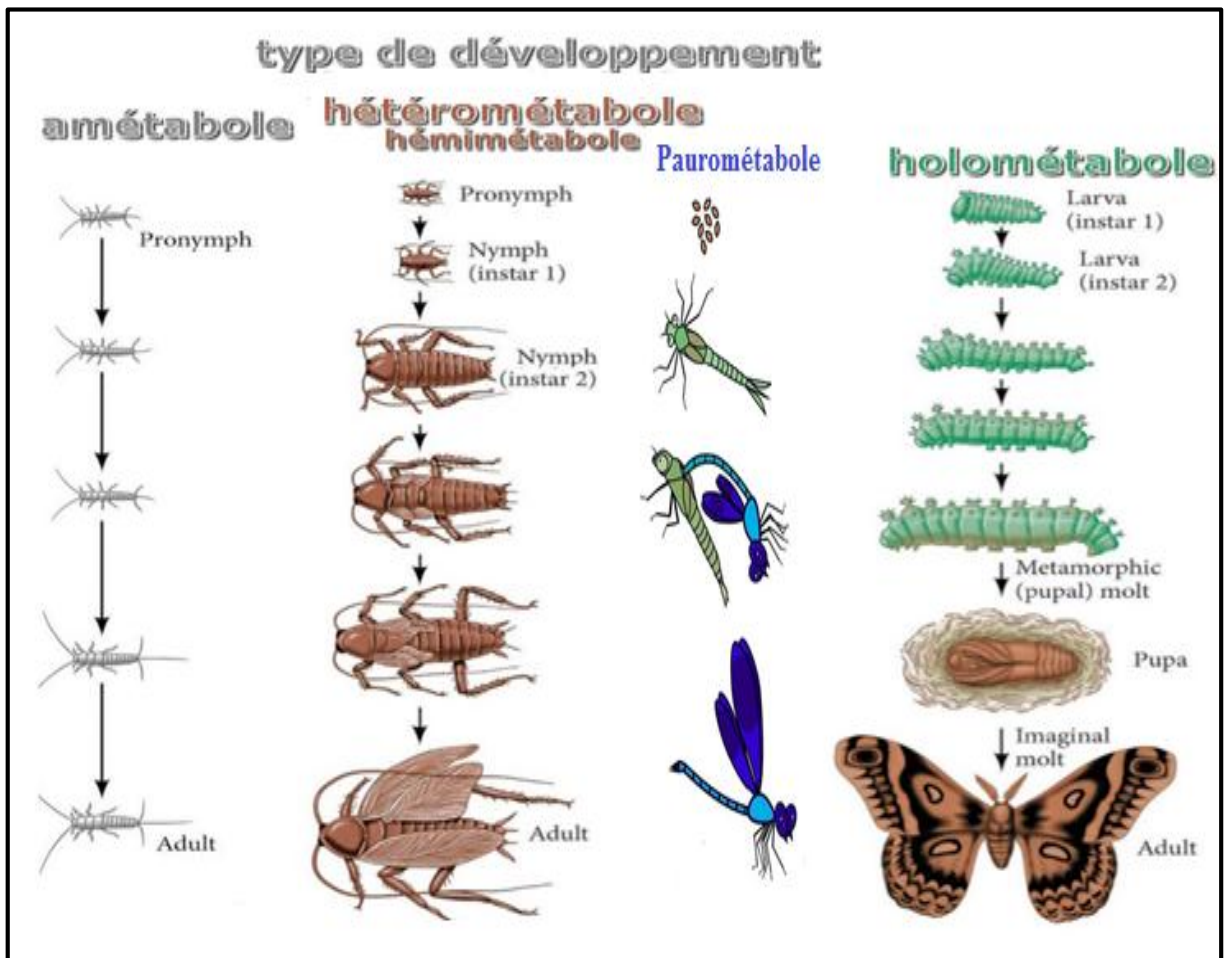 type de développement
amétabole
hétérométabole
hémimétabole
Paurométabole
holométabole
Pronymph
Adult
Pronymph
Nymph
(instar 1)
Nymph
(instar 2)
Adult
Larva
(instar 1)
Larva
(instar 2)
Metamorphic
(pupal) molt
Pupa
Imaginal
molt
Adult